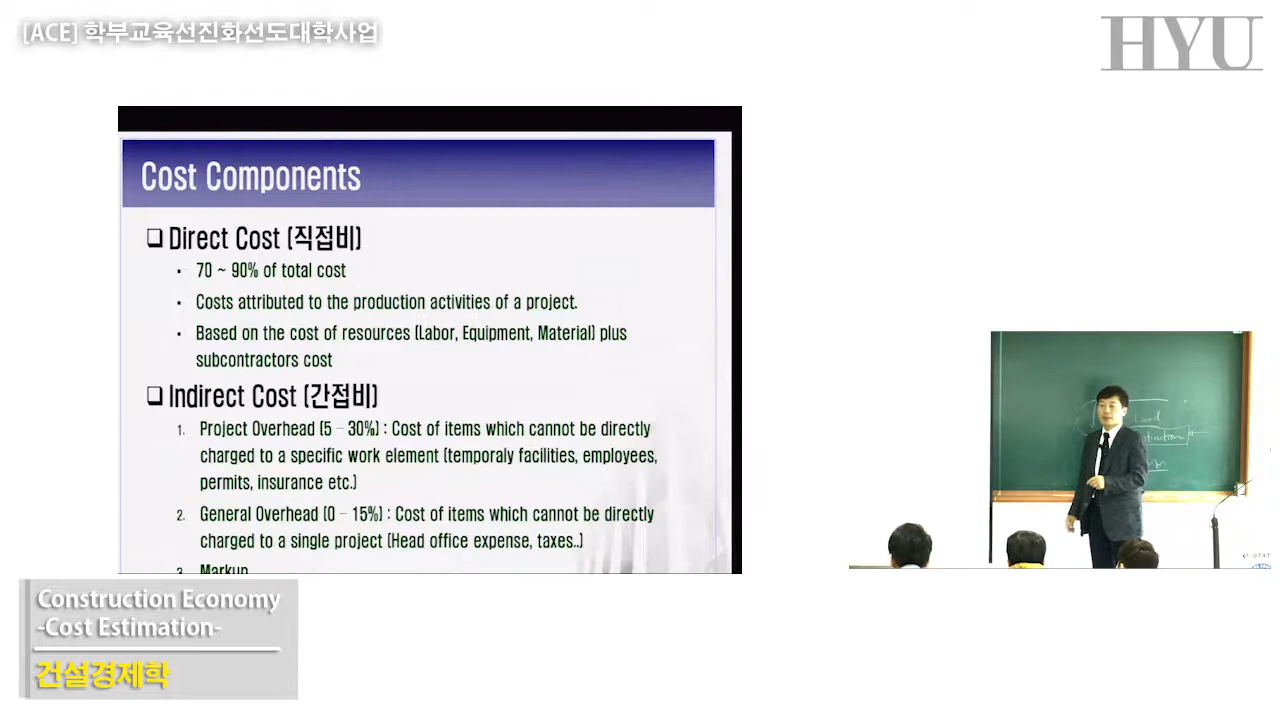 [ACE] 학부교육선진화선도대학사업
HYU
Cost Components
❑ Direct Cost (직접비)
▪ 70 ~ 90% of total cost
▪ Costs attributed to the production activities of a project.
▪ Based on the cost of resources (Labor, Equipment, Material) plus
subcontractors cost
❑ Indirect Cost (간접비)
1. Project Overhead (5 – 30%) : Cost of items which cannot be directly
charged to a specific work element (temporaly facilities, employees,
permits, insurance etc.)
2. General Overhead (0 – 15%) : Cost of items which cannot be directly
charged to a single project (Head office expense, taxes..)
3. Markup
Land
Construction Economy
-Cost Estimation-
건설경제학